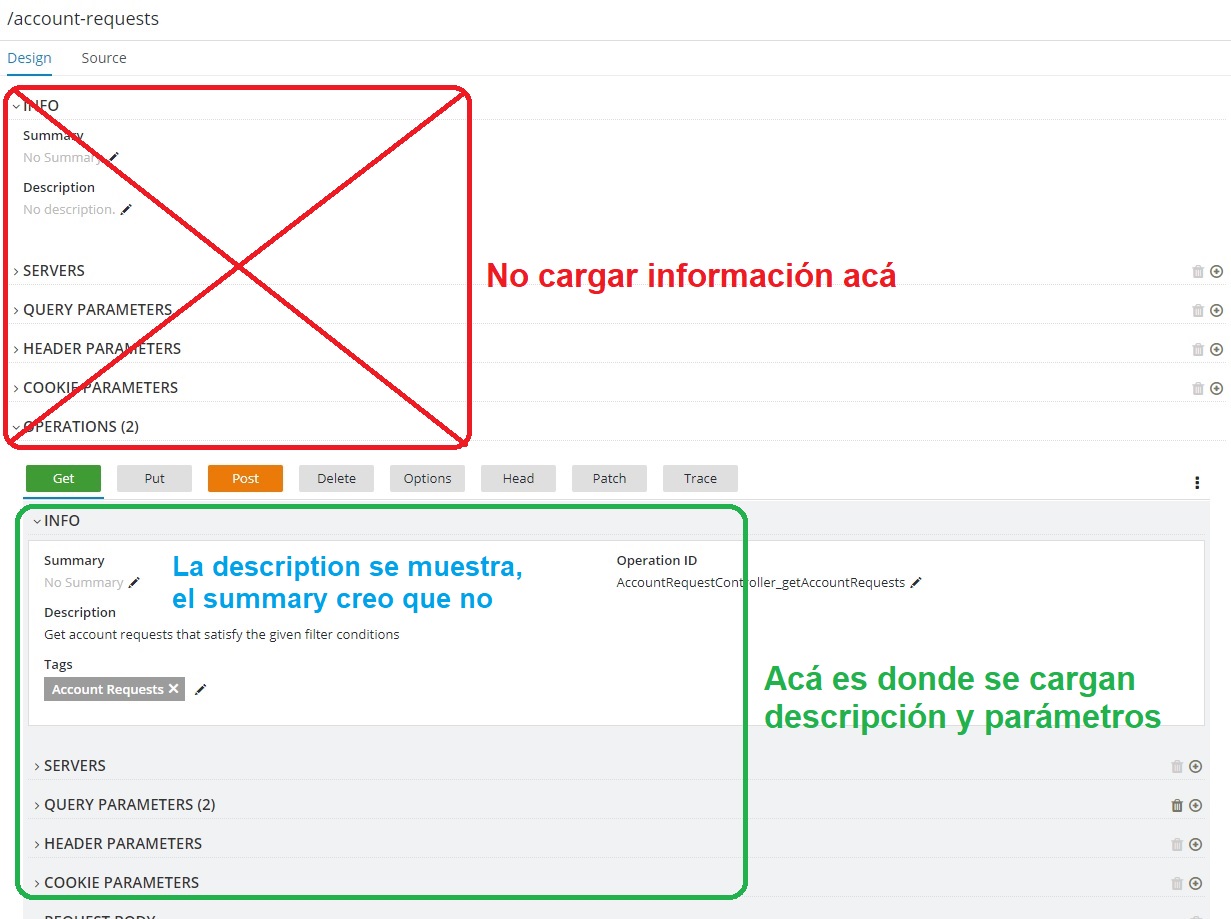 /account-requests
Design Source
INFO
Summary
No Summary
Description
No description.
SERVERS
No cargar información acá
QUERY PARAMETERS
HEADER PARAMETERS
COOKIE PARAMETERS
OPERATIONS (2)
Get Put Post Delete Options Head Patch Trace
INFO
Summary
No Summary
La description se muestra,
el summary creo que no
Operation ID
AccountRequestController_getAccountRequests
Description
Get account requests that satisfy the given filter conditions
Tags
Account Requests ✕
Acá es donde se cargan
descripción y parámetros
SERVERS
QUERY PARAMETERS (2)
HEADER PARAMETERS
COOKIE PARAMETERS
REQUEST BODY